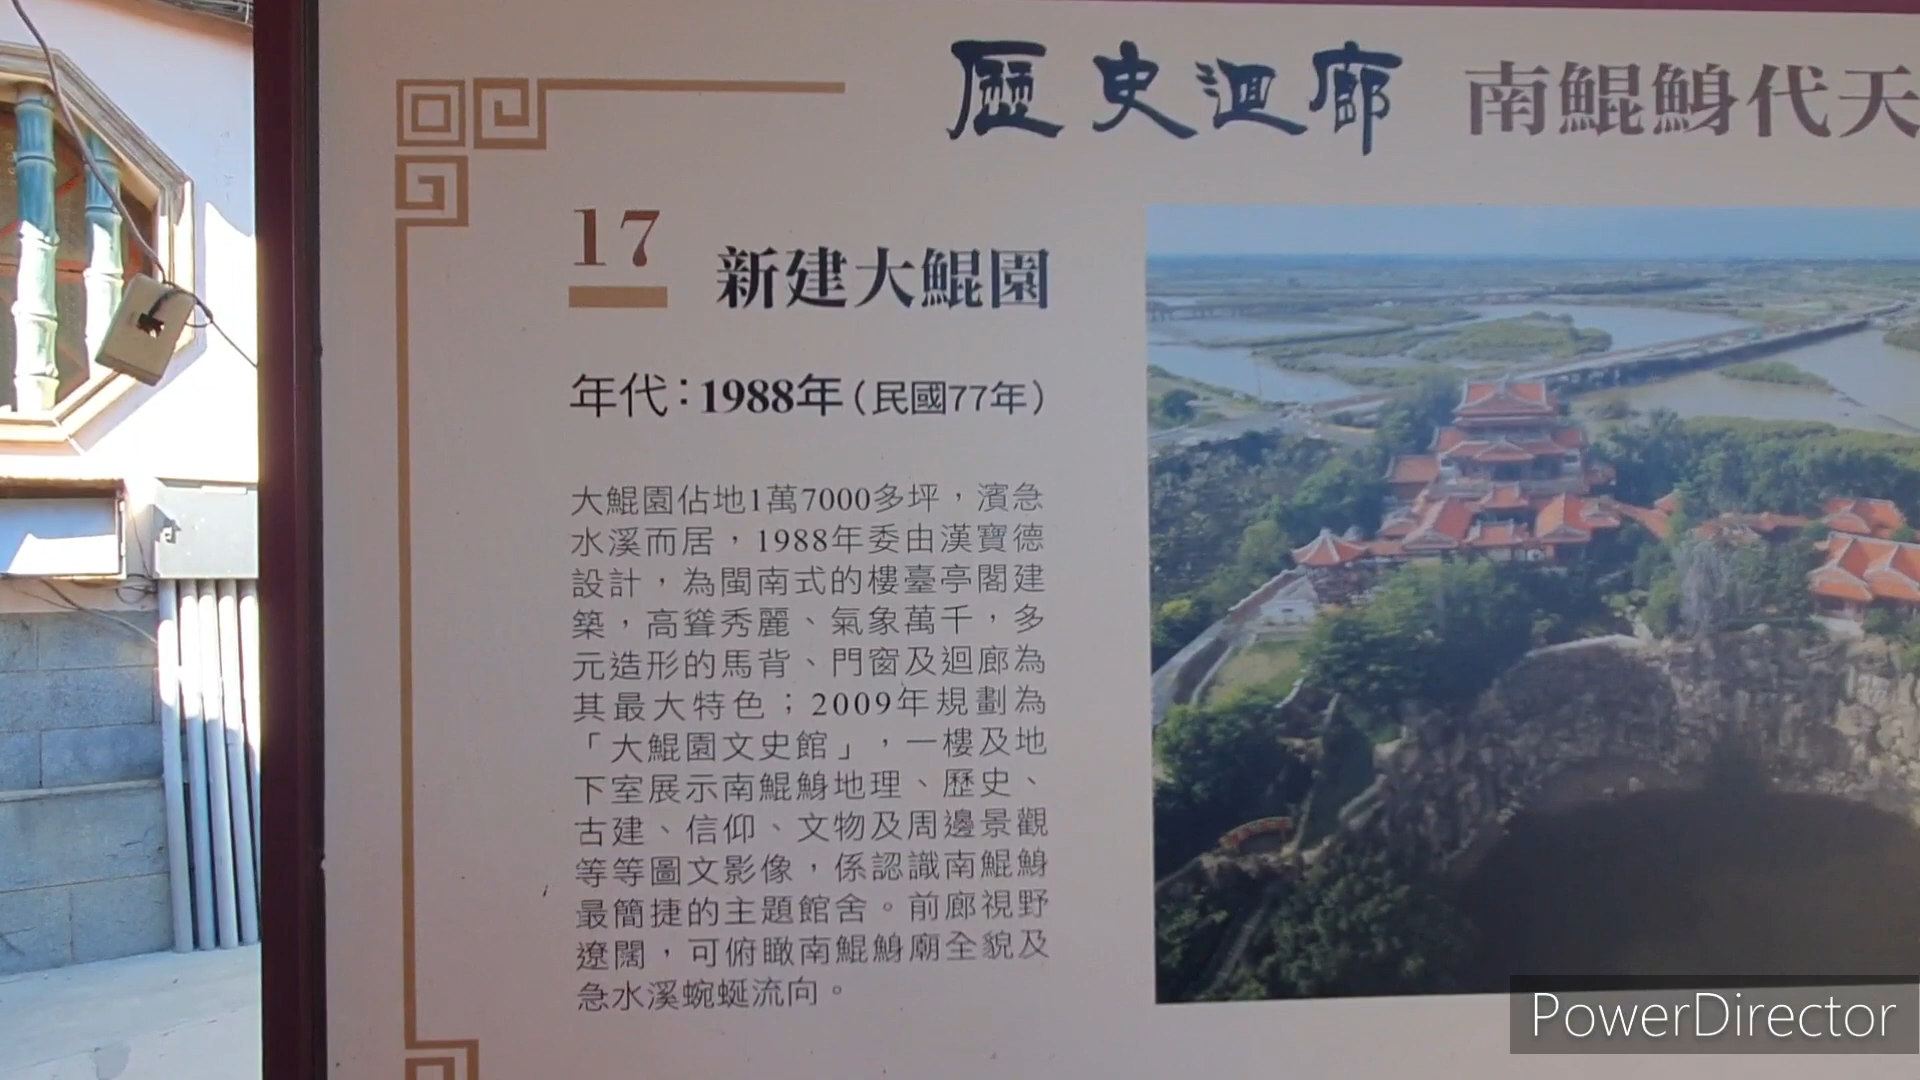 歷史迴廊 南鯤鯓代天
17 新建大鯤園
年代：1988年（民國77年）
大鯤園佔地1萬7000多坪，濱急
水溪而居，1988年委由漢寶德
設計，為閩南式的樓臺亭閣建
築，高聳秀麗、氣象萬千，多
元造形的馬背、門窗及迴廊為
其最大特色；2009年規劃為
「大鯤園文史館」，一樓及地
下室展示南鯤鯓地理、歷史、
古建、信仰、文物及周邊景觀
等等圖文影像，係認識南鯤鯓
最簡捷的主題館舍。前廊視野
遼闊，可俯瞰南鯤鯓廟全貌及
急水溪蜿蜒流向。
PowerDirector